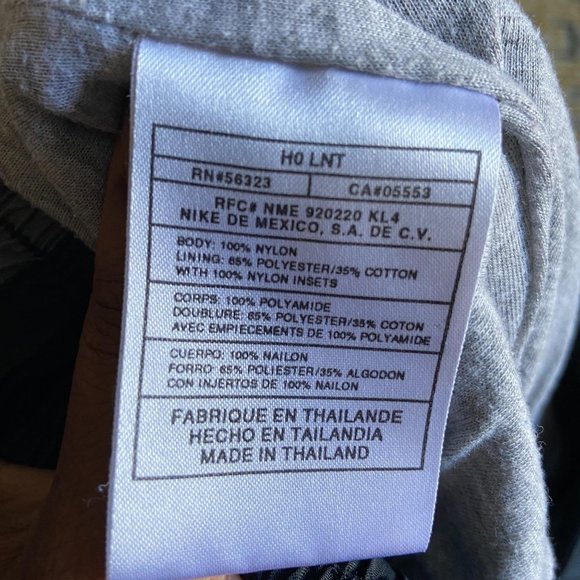 HO LNT
RN#56323 CA#05553
RFC# NME 920220 KL4
NIKE DE MEXICO, S.A. DE C.V.
BODY: 100% NYLON
LINING: 65% POLYESTER/35% COTTON
WITH 100% NYLON INSETS
CORPS: 100% POLYAMIDE
DOUBLURE: 65% POLYESTER/35% COTON
AVEC EMPIECEMENTS DE 100% POLYAMIDE
CUERPO: 100% NAILON
FORRO: 65% POLIESTER/35% ALGODON
CON INJERTOS DE 100% NAILON
FABRIQUE EN THAILANDE
HECHO EN TAILANDIA
MADE IN THAILAND